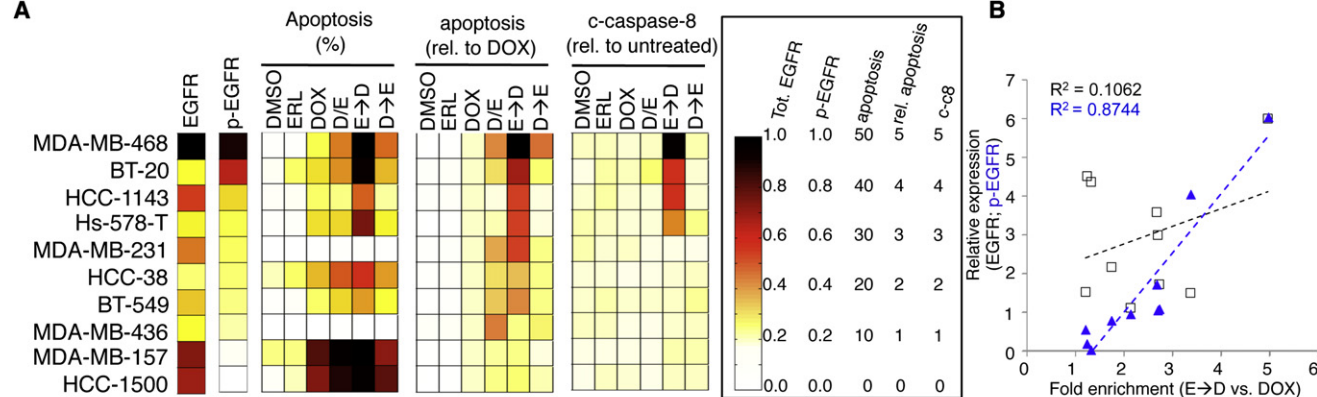 A
Apoptosis
(%)
apoptosis
(rel. to DOX)
c-caspase-8
(rel. to untreated)
EGFR
p-EGFR
DMSO
ERL
DOX
D/E
E→D
D→E
DMSO
ERL
DOX
D/E
E→D
D→E
DMSO
ERL
DOX
D/E
E→D
D→E
MDA-MB-468
BT-20
HCC-1143
Hs-578-T
MDA-MB-231
HCC-38
BT-549
MDA-MB-436
MDA-MB-157
HCC-1500
Tot. EGFR
p-EGFR
apoptosis
rel. apoptosis
c-c8
1.0 1.0 50 5 5
0.8 0.8 40 4 4
0.6 0.6 30 3 3
0.4 0.4 20 2 2
0.2 0.2 10 1 1
0.0 0.0 0 0 0
B
R² = 0.1062
R² = 0.8744
Relative expression
(EGFR; p-EGFR)
7
6
5
4
3
2
1
0
0 1 2 3 4 5 6
Fold enrichment (E→D vs. DOX)